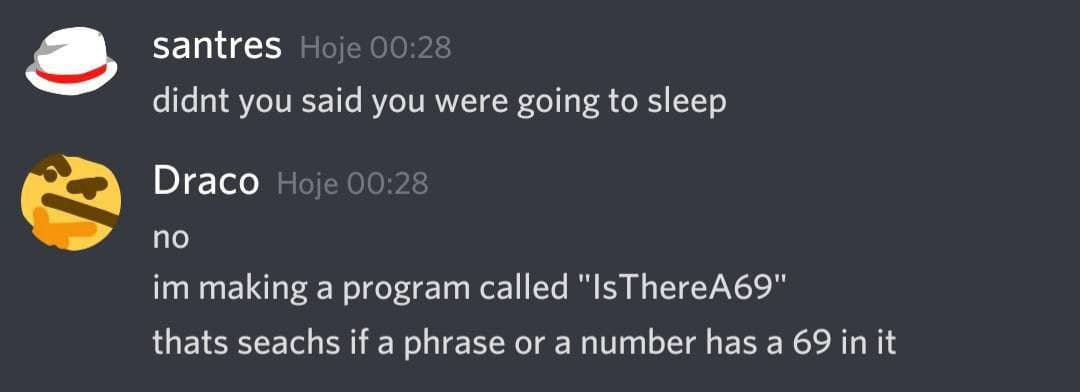 santres Hoje 00:28
didnt you said you were going to sleep
Draco Hoje 00:28
no
im making a program called "IsThereA69"
thats seachs if a phrase or a number has a 69 in it